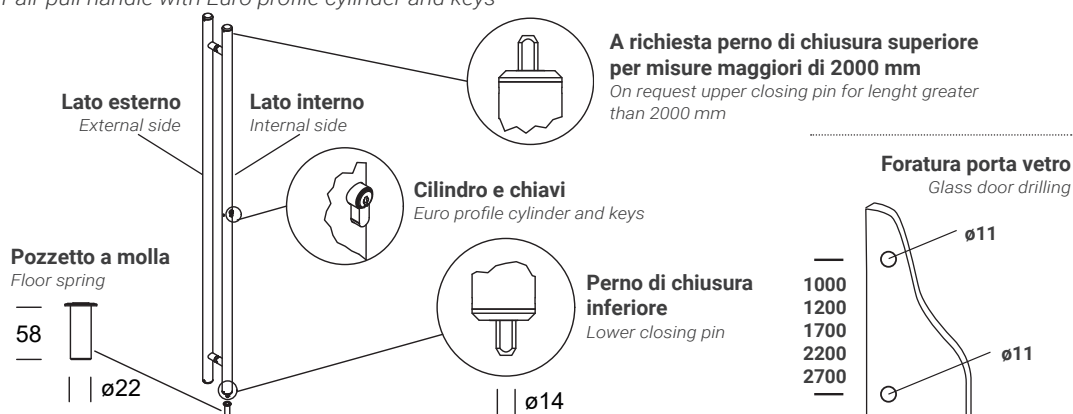 Pair pull handle with Euro profile cylinder and keys
A richiesta perno di chiusura superiore
per misure maggiori di 2000 mm
On request upper closing pin for lenght greater
than 2000 mm
Lato esterno
External side
Lato interno
Internal side
Foratura porta vetro
Glass door drilling
Cilindro e chiavi
Euro profile cylinder and keys
ø11
Pozzetto a molla
Floor spring
58
ø22
Perno di chiusura
inferiore
Lower closing pin
ø14
1000
1200
1700
2200
2700
ø11